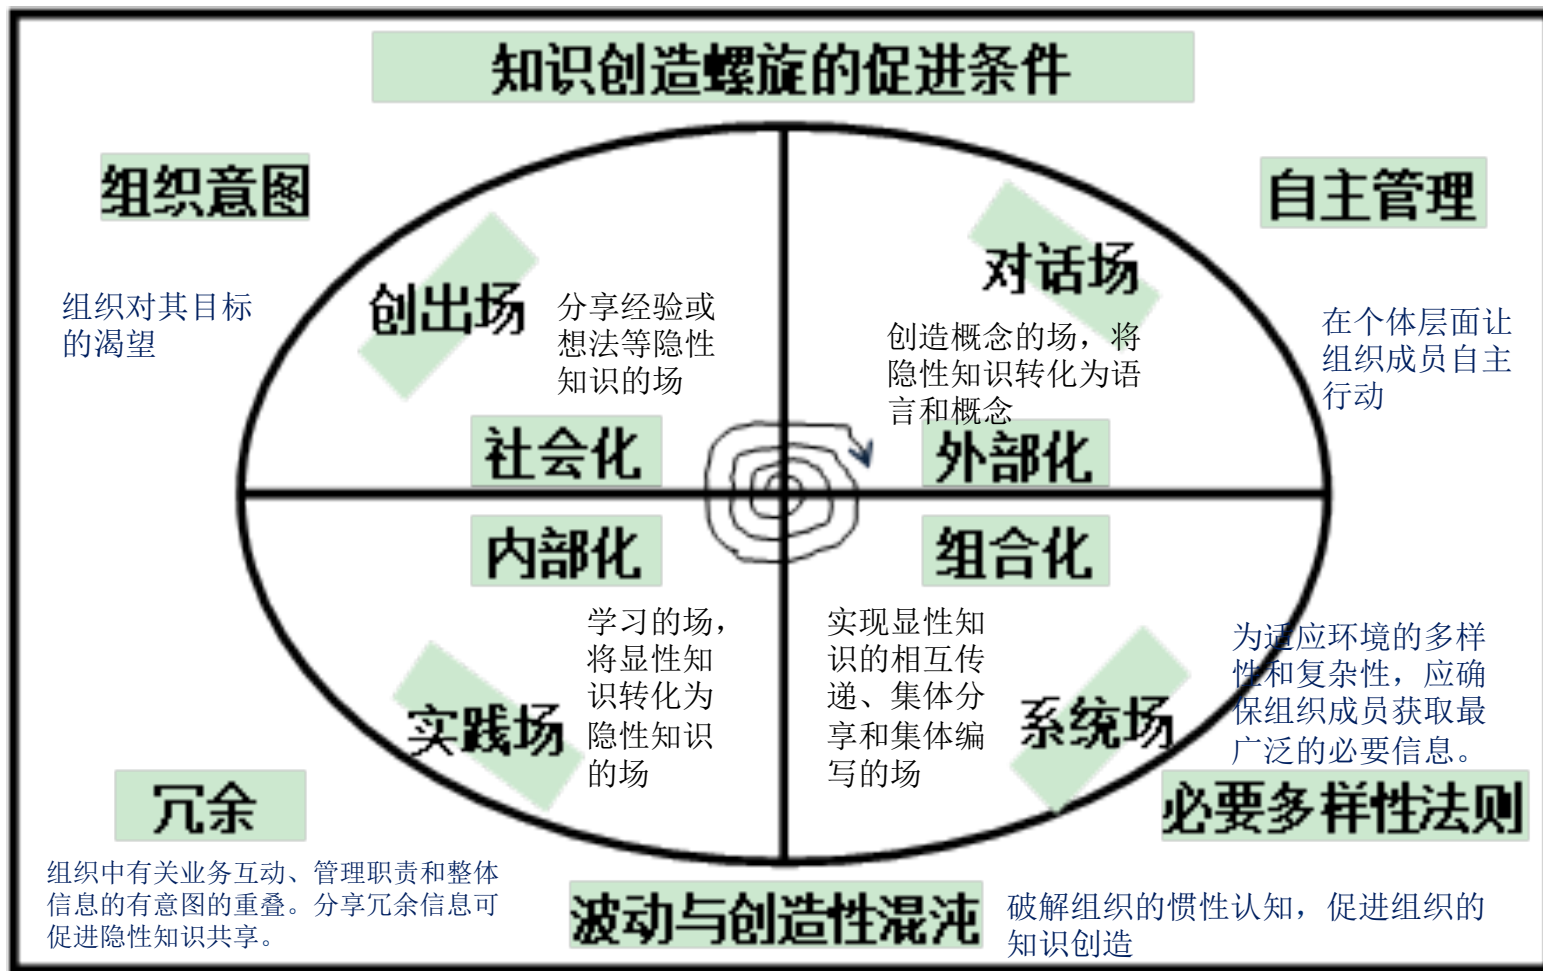 知识创造螺旋的促进条件
组织意图
组织对其目标
的渴望
自主管理
在个体层面让
组织成员自主
行动
创出场
分享经验或
想法等隐性
知识的场
社会化
对话场
创造概念的场，将
隐性知识转化为语
言和概念
外部化
内部化
学习的场，
将显性知
识转化为
隐性知识
的场
实践场
组合化
实现显性知
识的相互传
递、集体分
享和集体编
写的场
系统场
为适应环境的多样
性和复杂性，应确
保组织成员获取最
广泛的必要信息。
必要多样性法则
冗余
组织中有关业务互动、管理职责和整体
信息的有意图的重叠。分享冗余信息可
促进隐性知识共享。
波动与创造性混沌
破解组织的惯性认知，促进组织的
知识创造